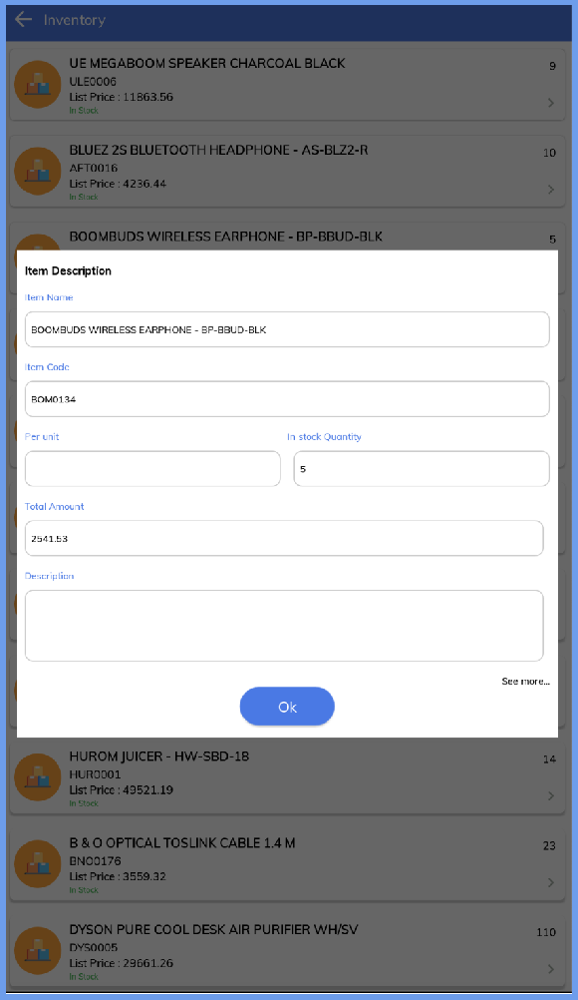 Inventory
UE MEGABOOM SPEAKER CHARCOAL BLACK 9
ULE0006
List Price : 11863.56
In Stock
BLUEZ 2S BLUETOOTH HEADPHONE - AS-BLZ2-R 10
AFT0016
List Price : 4236.44
In Stock
BOOMBUDS WIRELESS EARPHONE - BP-BBUD-BLK 5
Item Description
Item Name
BOOMBUDS WIRELESS EARPHONE - BP-BBUD-BLK
Item Code
BOM0134
Per unit In stock Quantity
5
Total Amount
2541.53
Description
See more...
Ok
HUROM JUICER - HW-SBD-18 14
HUR0001
List Price : 49521.19
In Stock
B & O OPTICAL TOSLINK CABLE 1.4 M 23
BNO0176
List Price : 3559.32
In Stock
DYSON PURE COOL DESK AIR PURIFIER WH/SV 110
DYS0005
List Price : 29661.26
In Stock